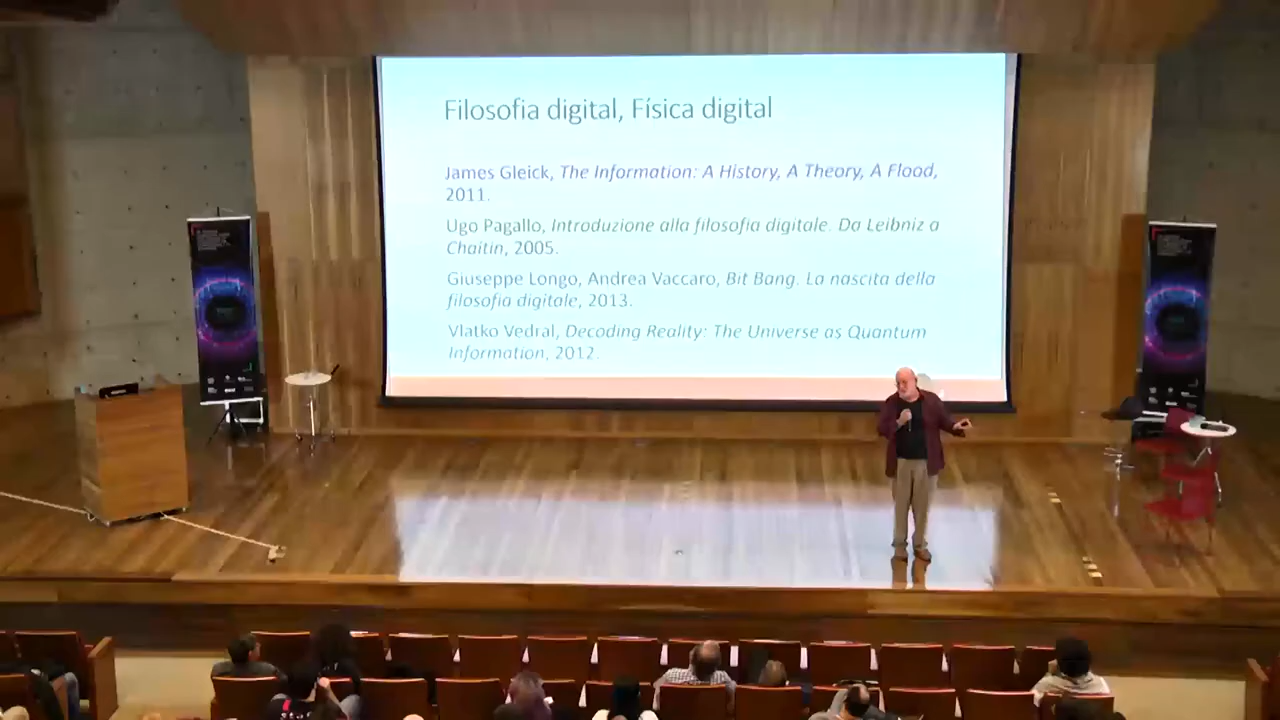 Filosofia digital, Física digital
James Gleick, The Information: A History, A Theory, A Flood,
2011.
Ugo Pagallo, Introduzione alla filosofia digitale. Da Leibniz a
Chaitin, 2005.
Giuseppe Longo, Andrea Vaccaro, Bit Bang. La nascita della
filosofia digitale, 2013.
Vlatko Vedral, Decoding Reality: The Universe as Quantum
Information, 2012.